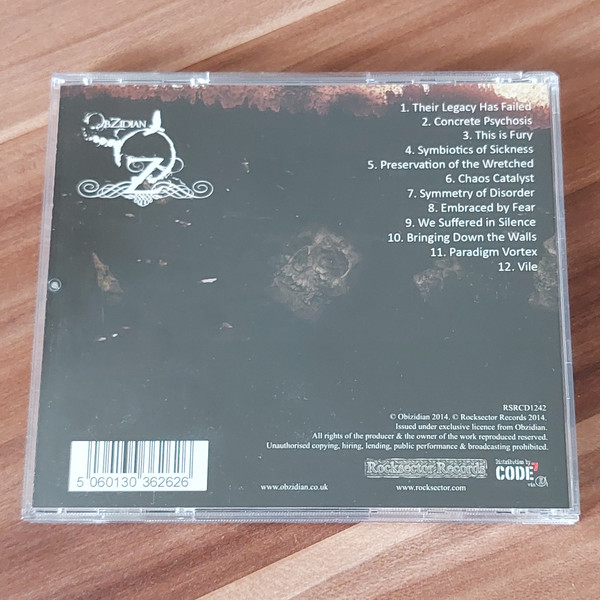 ObZidian
Z
1. Their Legacy Has Failed
2. Concrete Psychosis
3. This is Fury
4. Symbiotics of Sickness
5. Preservation of the Wretched
6. Chaos Catalyst
7. Symmetry of Disorder
8. Embraced by Fear
9. We Suffered in Silence
10. Bringing Down the Walls
11. Paradigm Vortex
12. Vile
RSRCD1242
© Obizidian 2014. © Rocksector Records 2014.
Issued under exclusive licence from Obzidian.
All rights of the producer & the owner of the work reproduced reserved.
Unauthorised copying, hiring, lending, public performance & broadcasting prohibited.
5 060130 362626
www.obzidian.co.uk
Rocksector Records
www.rocksector.com
Distribution by
CODE7
via